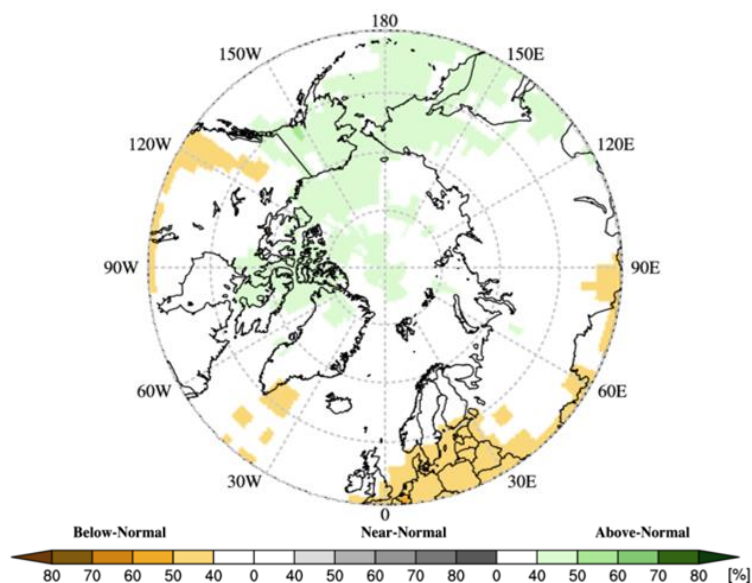 180
150W 150E
120W 120E
90W 90E
60W 60E
30W 30E
0
Below-Normal Near-Normal Above-Normal
80 70 60 50 40 0 40 50 60 70 80 0 40 50 60 70 80 [%]